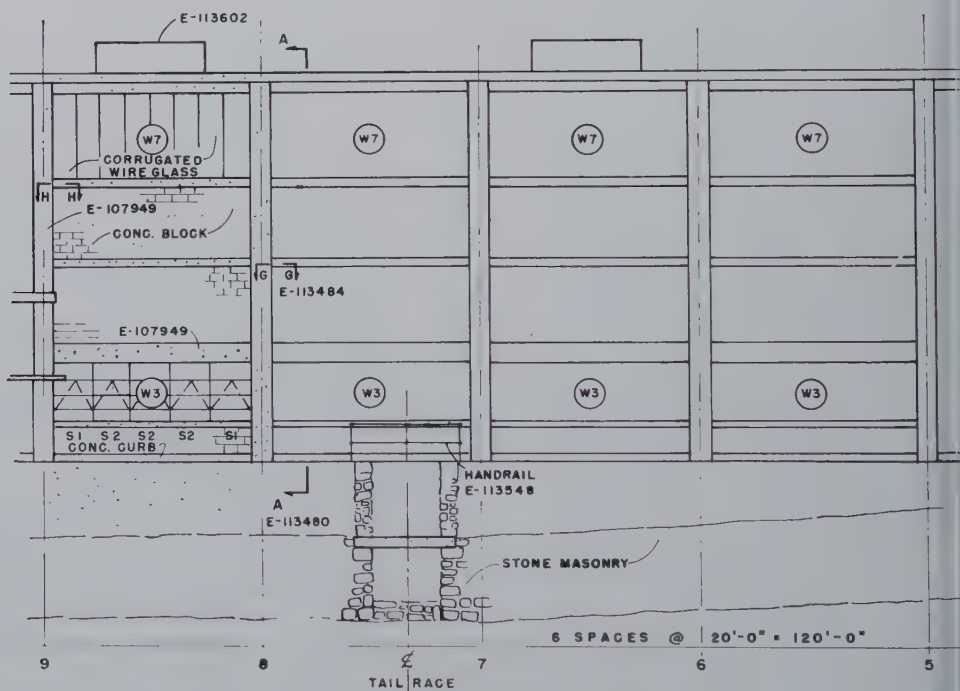 E-113602
A
W7
W7
W7
W7
CORRUGATED
WIRE GLASS
H H
E-107949
CONC. BLOCK
G G
E-113484
E-107949
W3
W3
W3
W3
S1 S2 S2 S2 S1
CONC. CURB
HANDRAIL
E-113548
A
E-113480
STONE MASONRY
6 SPACES @ 20'-0" = 120'-0"
9 8 ℄ 7 6 5
TAIL RACE